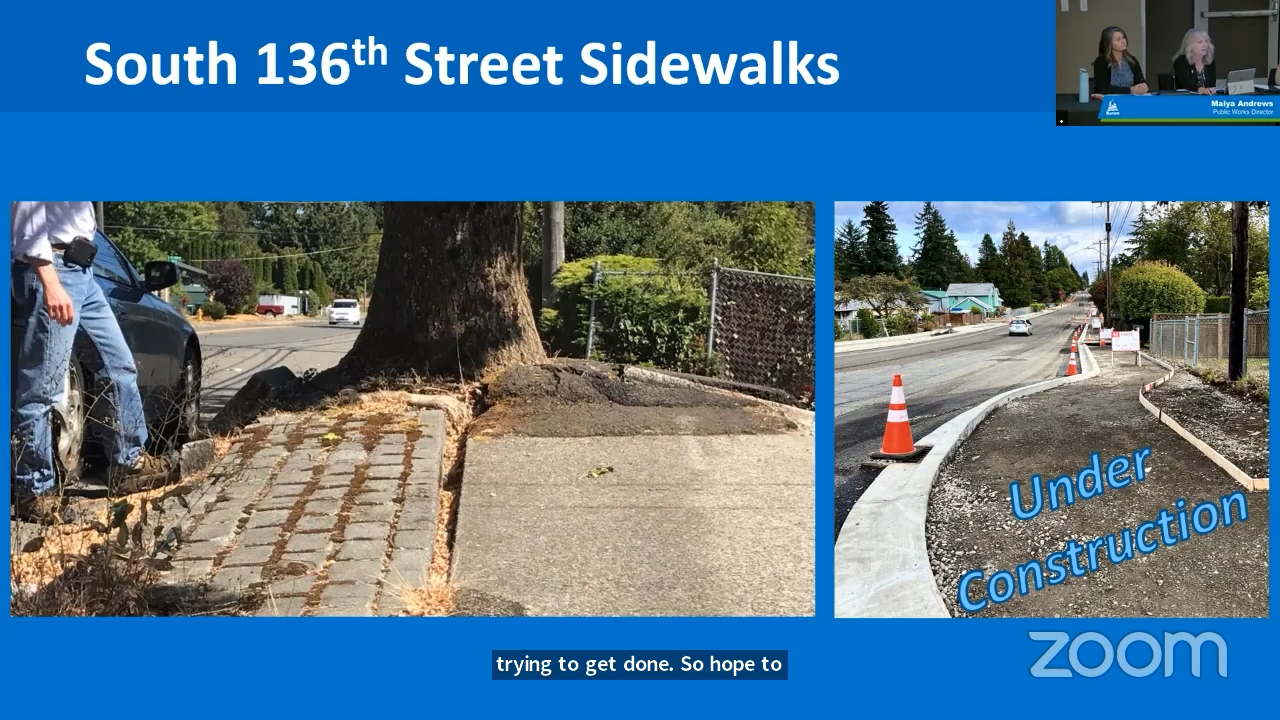 South 136th Street Sidewalks
Maiya Andrews
Public Works Director
Burien
Under
Construction
trying to get done. So hope to
zoom